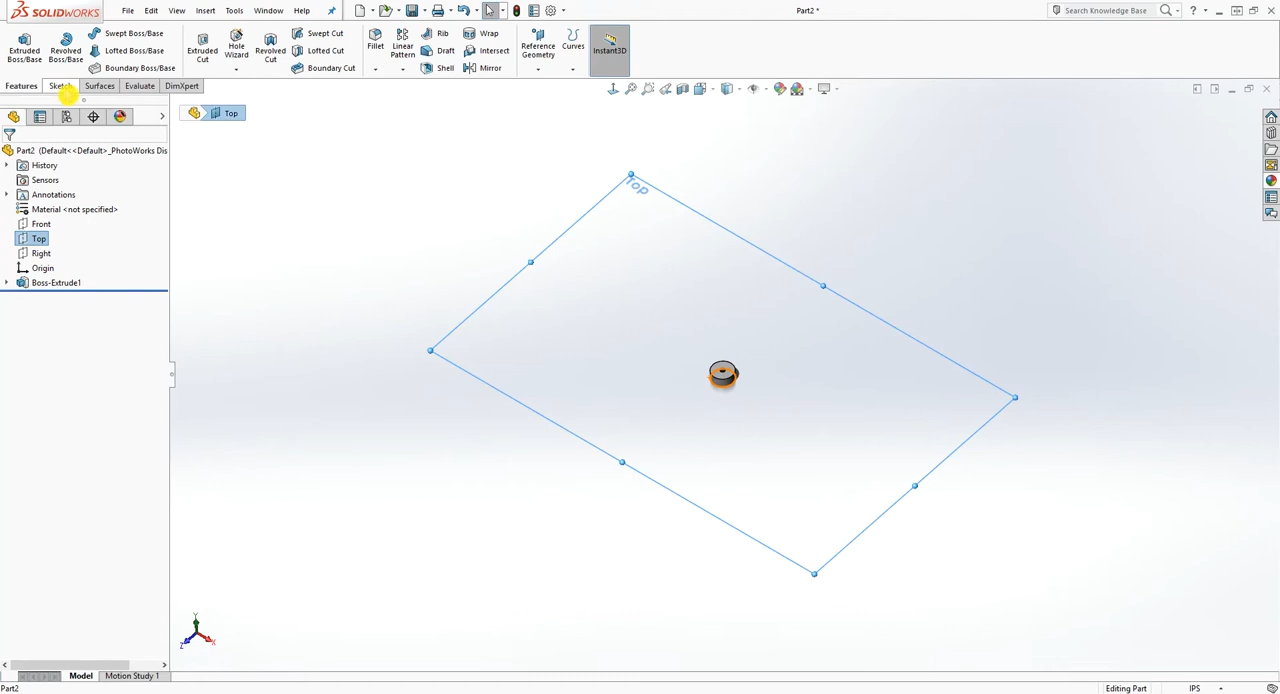 SOLIDWORKS File Edit View Insert Tools Window Help Part2 * Search Knowledge Base
Extruded Boss/Base
Revolved Boss/Base
Swept Boss/Base
Lofted Boss/Base
Boundary Boss/Base
Extruded Cut
Hole Wizard
Revolved Cut
Swept Cut
Lofted Cut
Boundary Cut
Fillet
Linear Pattern
Rib
Draft
Shell
Wrap
Intersect
Mirror
Reference Geometry
Curves
Instant3D
Features Sketch Surfaces Evaluate DimXpert
Top
Part2 (Default<<Default>_PhotoWorks Dis
History
Sensors
Annotations
Material <not specified>
Front
Top
Right
Origin
Boss-Extrude1
Top
Y
Z X
Model Motion Study 1
Part2 Editing Part IPS